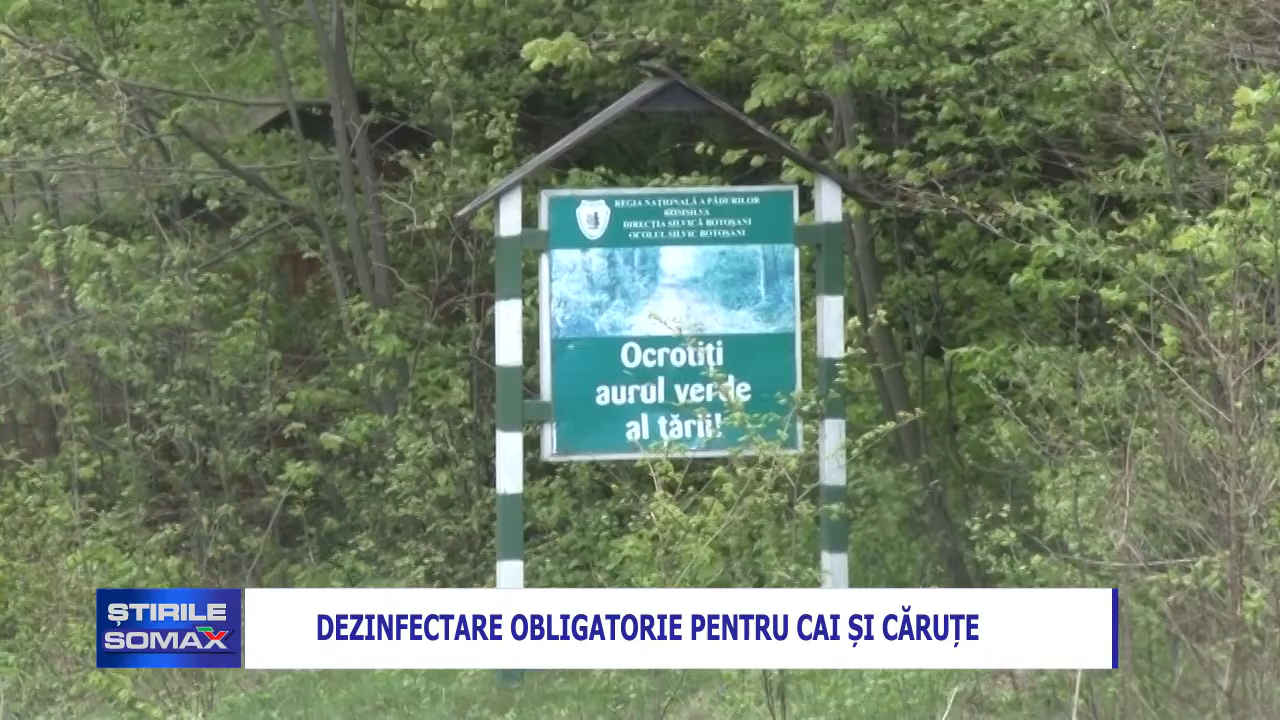 REGIA NAȚIONALĂ A PĂDURILOR
ROMSILVA
DIRECȚIA SILVICĂ BOTOȘANI
OCOLUL SILVIC BOTOȘANI
Ocrotiți
aurul verde
al țării!
ȘTIRILE
SOMAX
DEZINFECTARE OBLIGATORIE PENTRU CAI ȘI CĂRUȚE